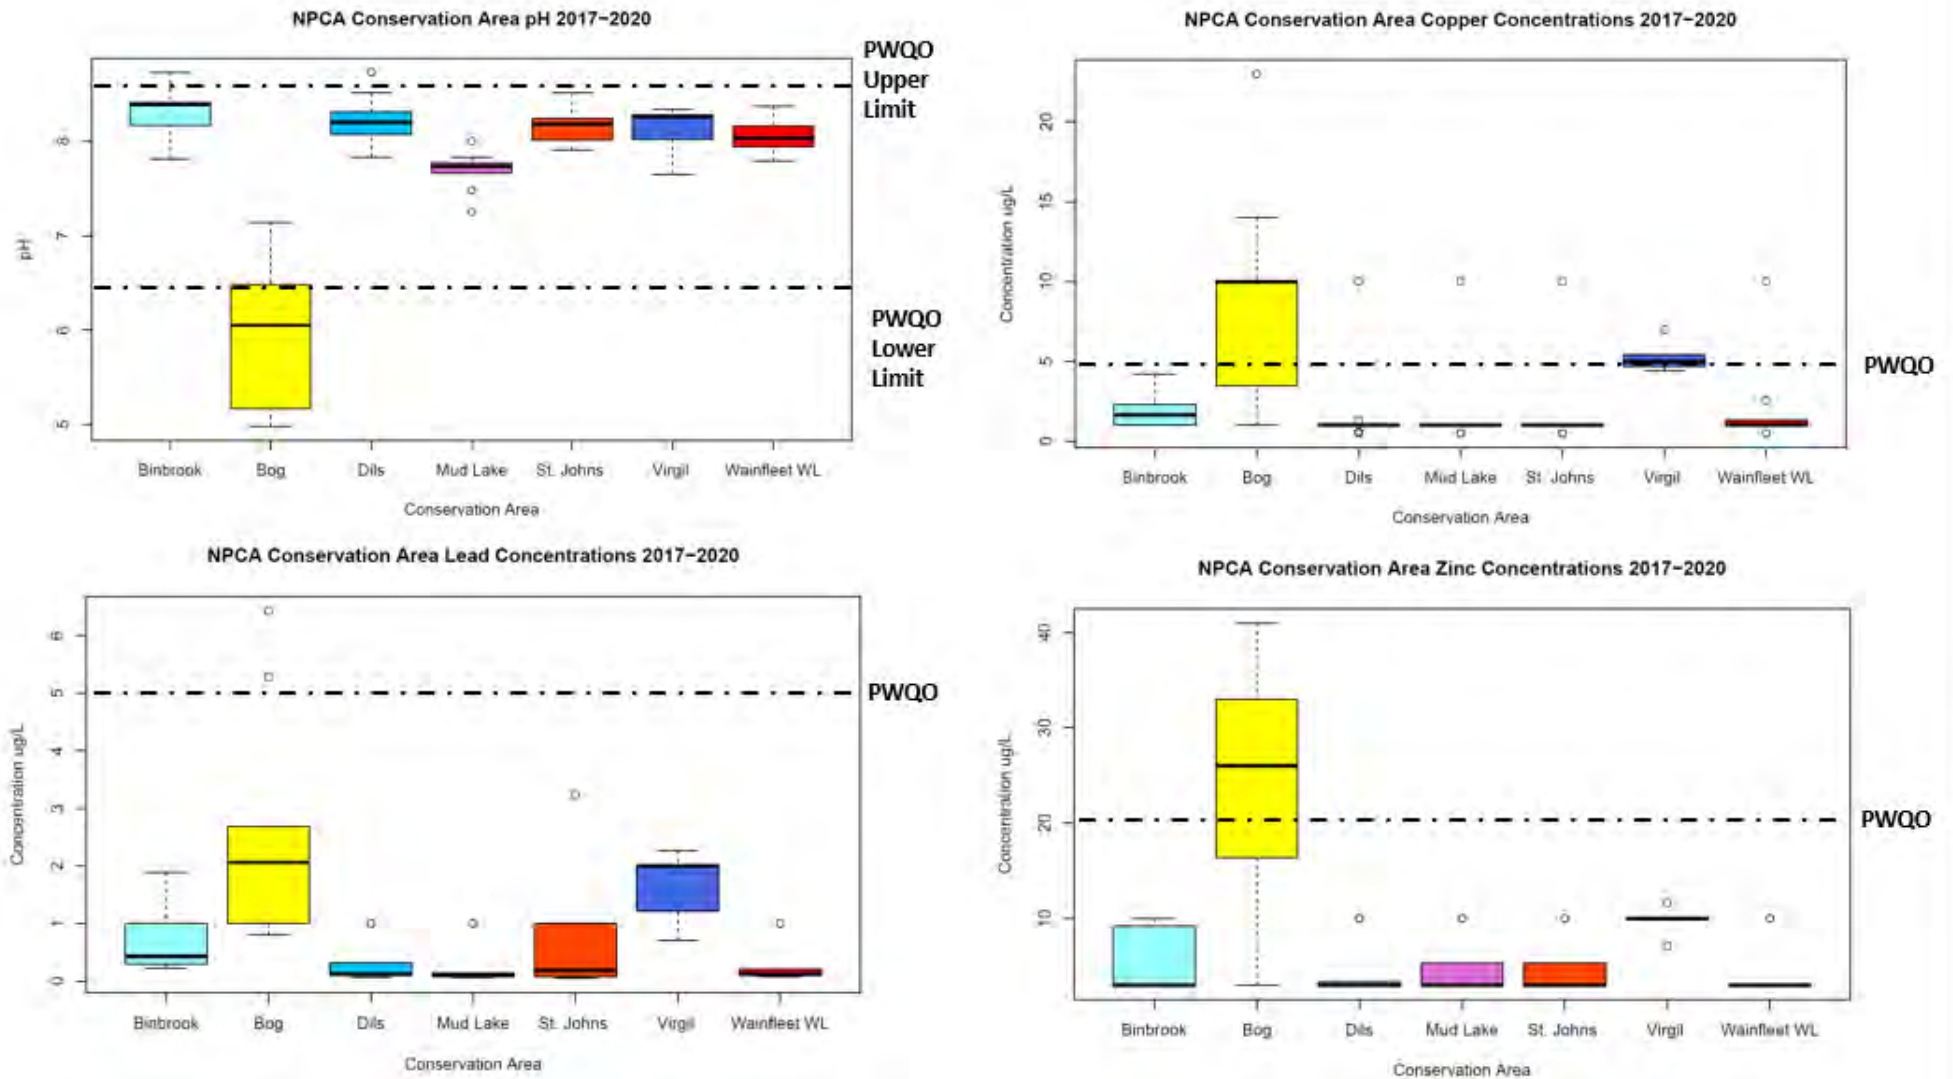 NPCA Conservation Area pH 2017−2020
PWQO
Upper
Limit
8
7
6
5
pH
PWQO
Lower
Limit
Binbrook Bog Dils Mud Lake St. Johns Virgil Wainfleet WL
Conservation Area
NPCA Conservation Area Copper Concentrations 2017−2020
20
15
10
5
0
Concentration ug/L
PWQO
Binbrook Bog Dils Mud Lake St. Johns Virgil Wainfleet WL
Conservation Area
NPCA Conservation Area Lead Concentrations 2017−2020
6
5
4
3
2
1
0
Concentration ug/L
PWQO
Binbrook Bog Dils Mud Lake St. Johns Virgil Wainfleet WL
Conservation Area
NPCA Conservation Area Zinc Concentrations 2017−2020
40
30
20
10
Concentration ug/L
PWQO
Binbrook Bog Dils Mud Lake St. Johns Virgil Wainfleet WL
Conservation Area